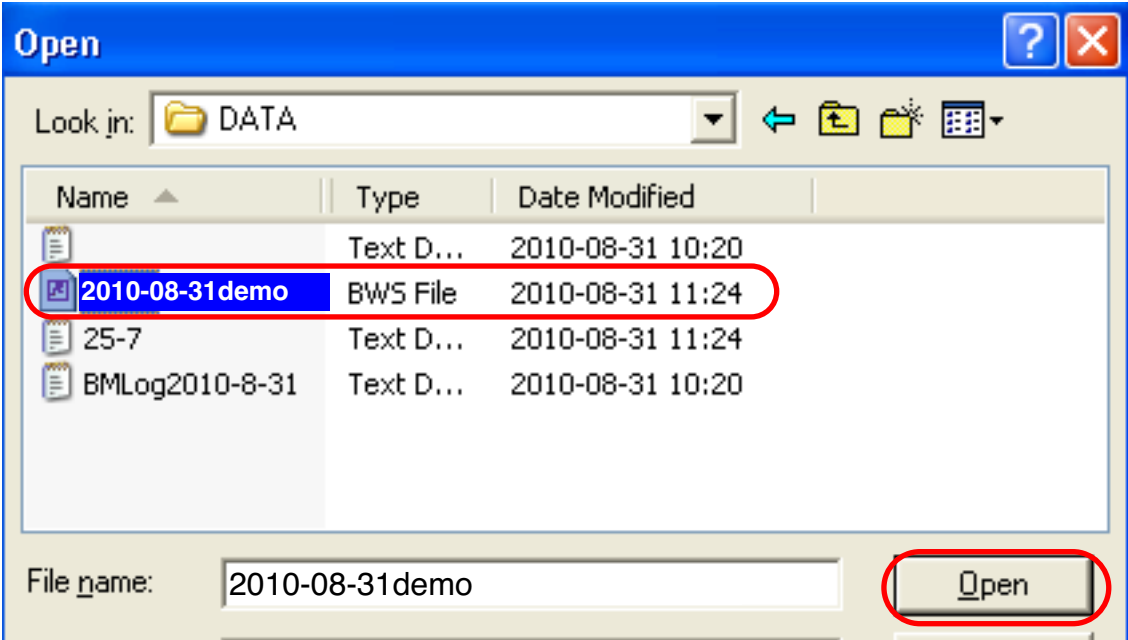 Open
Look in: DATA
Name Type Date Modified
Text D... 2010-08-31 10:20
2010-08-31demo BWS File 2010-08-31 11:24
25-7 Text D... 2010-08-31 11:24
BMLog2010-8-31 Text D... 2010-08-31 10:20
File name: 2010-08-31demo Open